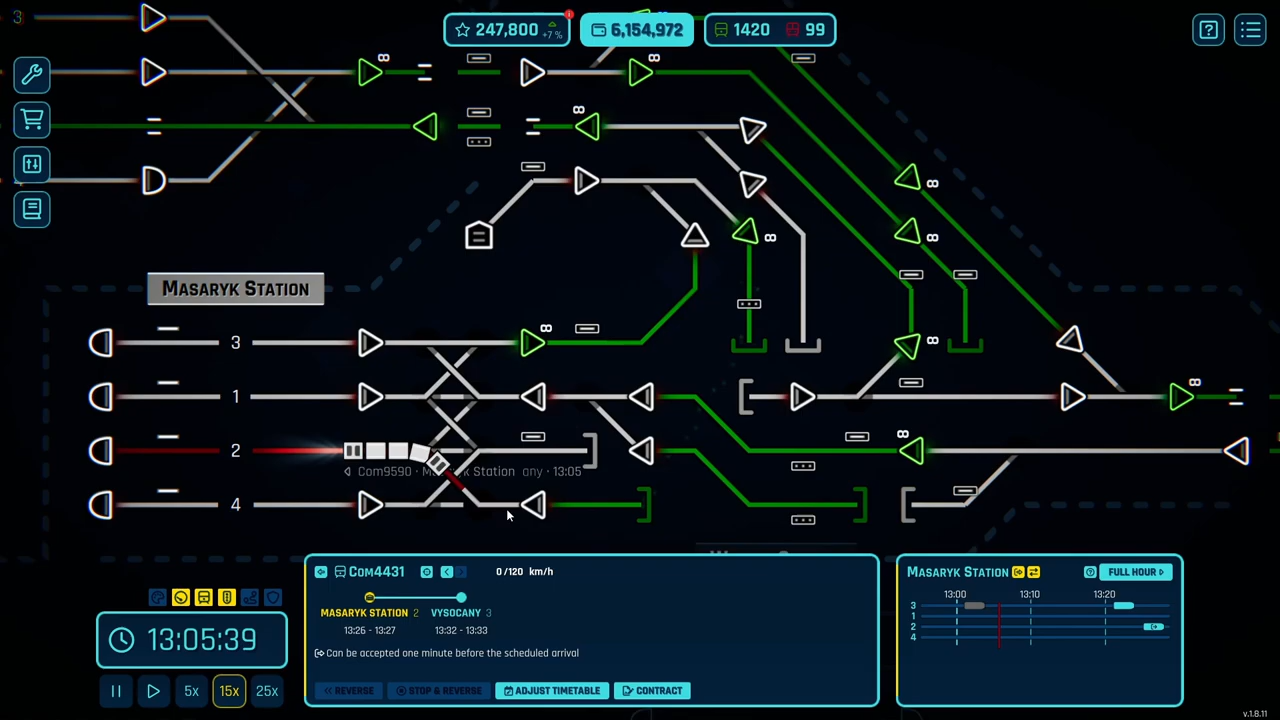 3
247,800 +7 %
6,154,972
1420 99
∞
∞
∞
∞
∞
∞
MASARYK STATION
∞
3
∞
1
∞
∞
2
Com9590 · Masaryk Station any · 13:05
4
COM4431
0/120 km/h
MASARYK STATION 2 VYSOCANY 3
13:26 - 13:27 13:32 - 13:33
Can be accepted one minute before the scheduled arrival
REVERSE
STOP & REVERSE
ADJUST TIMETABLE
CONTRACT
MASARYK STATION
FULL HOUR
13:00 13:10 13:20
3
1
2
4
13:05:39
5x
15x
25x
v.1.8.11